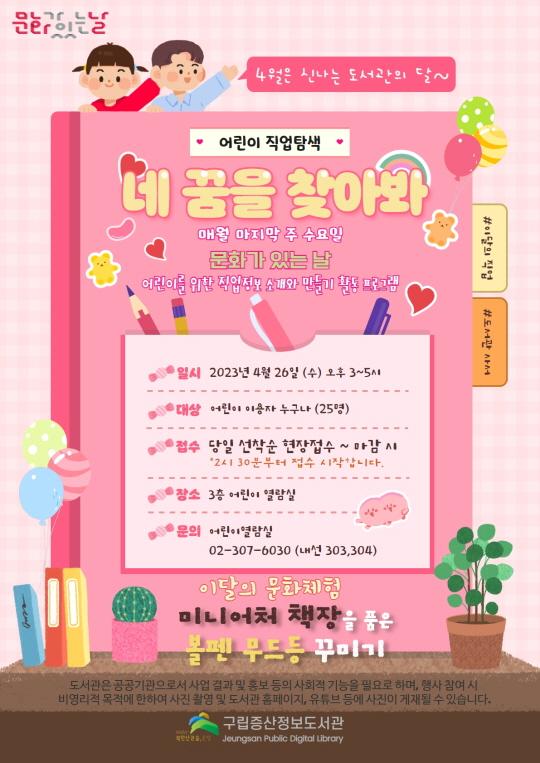 문화가있는날
4월은 신나는 도서관의 달~
어린이 직업탐색
네 꿈을 찾아봐
매월 마지막 주 수요일
문화가 있는 날
어린이를 위한 직업정보 소개와 만들기 활동 프로그램
#이달의 직업
#도서관 사서
일시 2023년 4월 26일 (수) 오후 3~5시
대상 어린이 이용자 누구나 (25명)
접수 당일 선착순 현장접수 ~ 마감 시
*2시 30분부터 접수 시작합니다.
장소 3층 어린이 열람실
문의 어린이열람실
02-307-6030 (내선 303,304)
이달의 문화체험
미니어처 책장을 품은
볼펜 무드등 꾸미기
도서관은 공공기관으로서 사업 결과 및 홍보 등의 사회적 기능을 필요로 하며, 행사 참여 시
비영리적 목적에 한하여 사진 촬영 및 도서관 홈페이지, 유튜브 등에 사진이 게재될 수 있습니다.
구립증산정보도서관
Jeungsan Public Digital Library